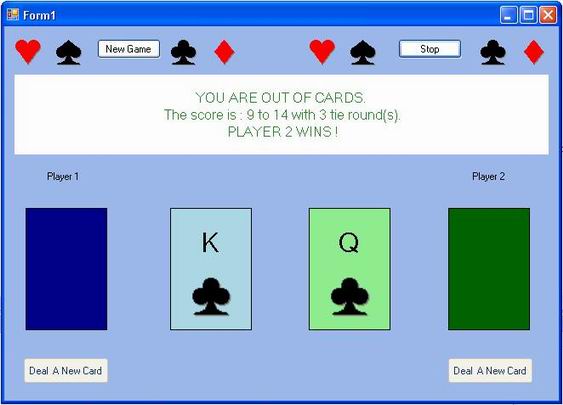 Form1
New Game
Stop
YOU ARE OUT OF CARDS.
The score is : 9 to 14 with 3 tie round(s).
PLAYER 2 WINS !
Player 1
Player 2
K
Q
Deal A New Card
Deal A New Card